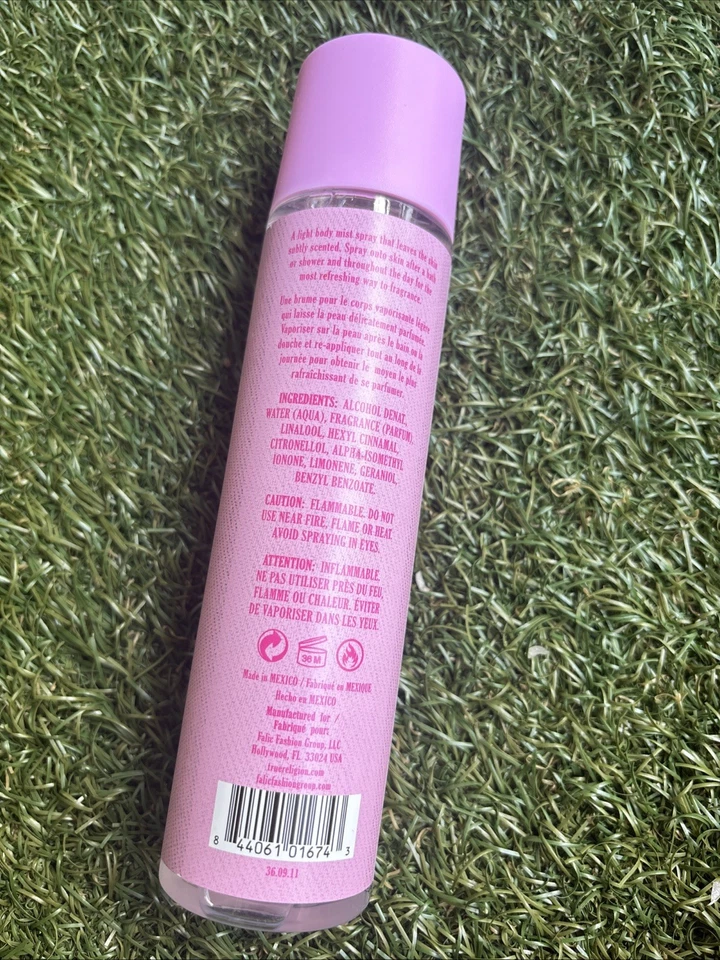 A light body mist spray that leaves the skin
subtly scented. Spray onto skin after a bath
or shower and throughout the day for the
most refreshing way to fragrance.
Une brume pour le corps vaporisante légère
qui laisse la peau délicatement parfumée.
Vaporiser sur la peau après le bain ou la
douche et re-appliquer tout au long de la
journée pour obtenir le moyen le plus
rafraîchissant de se parfumer.
INGREDIENTS: ALCOHOL DENAT,
WATER (AQUA), FRAGRANCE (PARFUM),
LINALOOL, HEXYL CINNAMAL,
CITRONELLOL, ALPHA-ISOMETHYL
IONONE, LIMONENE, GERANIOL,
BENZYL BENZOATE.
CAUTION: FLAMMABLE. DO NOT
USE NEAR FIRE, FLAME OR HEAT.
AVOID SPRAYING IN EYES.
ATTENTION: INFLAMMABLE,
NE PAS UTILISER PRÈS DU FEU,
FLAMME OU CHALEUR. ÉVITER
DE VAPORISER DANS LES YEUX.
36 M
Made in MEXICO / Fabriqué en MEXIQUE
Hecho en MEXICO
Manufactured for /
Fabriqué pour:
Falic Fashion Group, LLC
Hollywood, FL 33024 USA
truereligion.com
falicfashiongroup.com
8 44061 01674 3
36.09.11